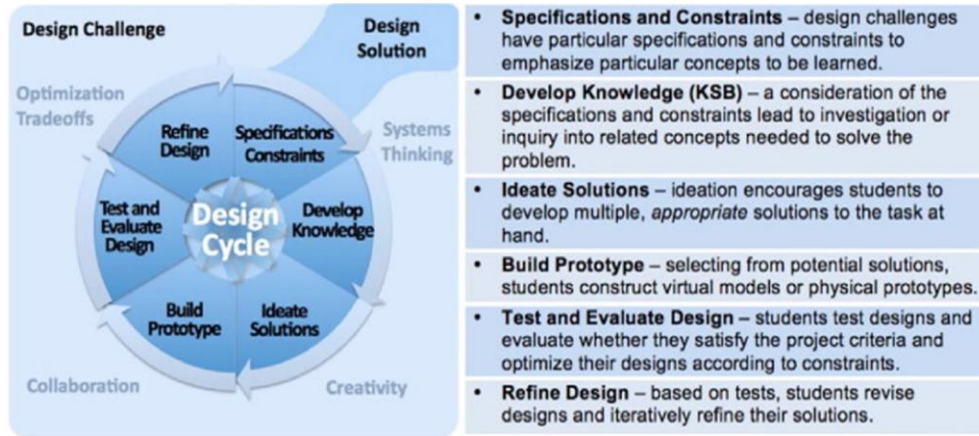 Design Challenge
Design
Solution
Optimization
Tradeoffs
Systems
Thinking
Refine
Design
Specifications
Constraints
Test and
Evaluate
Design
Design
Cycle
Develop
Knowledge
Build
Prototype
Ideate
Solutions
Collaboration
Creativity
• Specifications and Constraints – design challenges
have particular specifications and constraints to
emphasize particular concepts to be learned.
• Develop Knowledge (KSB) – a consideration of the
specifications and constraints lead to investigation or
inquiry into related concepts needed to solve the
problem.
• Ideate Solutions – ideation encourages students to
develop multiple, appropriate solutions to the task at
hand.
• Build Prototype – selecting from potential solutions,
students construct virtual models or physical prototypes.
• Test and Evaluate Design – students test designs and
evaluate whether they satisfy the project criteria and
optimize their designs according to constraints.
• Refine Design – based on tests, students revise
designs and iteratively refine their solutions.